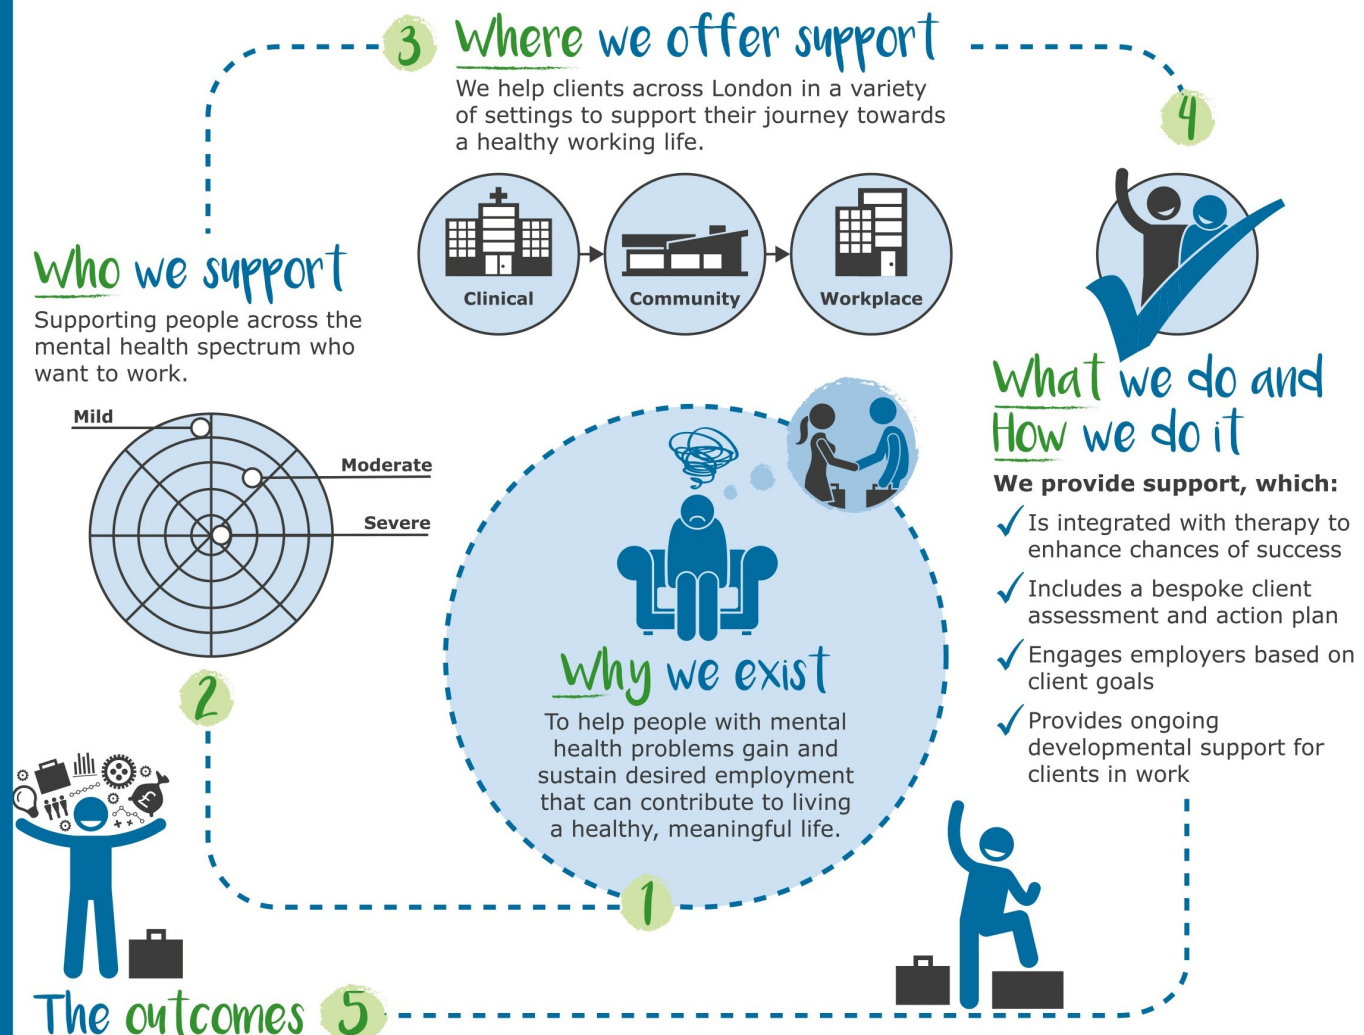 3
Where we offer support
We help clients across London in a variety
of settings to support their journey towards
a healthy working life.
Clinical
Community
Workplace
4
What we do and
How we do it
We provide support, which:
Is integrated with therapy to
enhance chances of success
Includes a bespoke client
assessment and action plan
Engages employers based on
client goals
Provides ongoing
developmental support for
clients in work
Who we support
Supporting people across the
mental health spectrum who
want to work.
Mild
Moderate
Severe
2
Why we exist
To help people with mental
health problems gain and
sustain desired employment
that can contribute to living
a healthy, meaningful life.
1
£
The outcomes 5